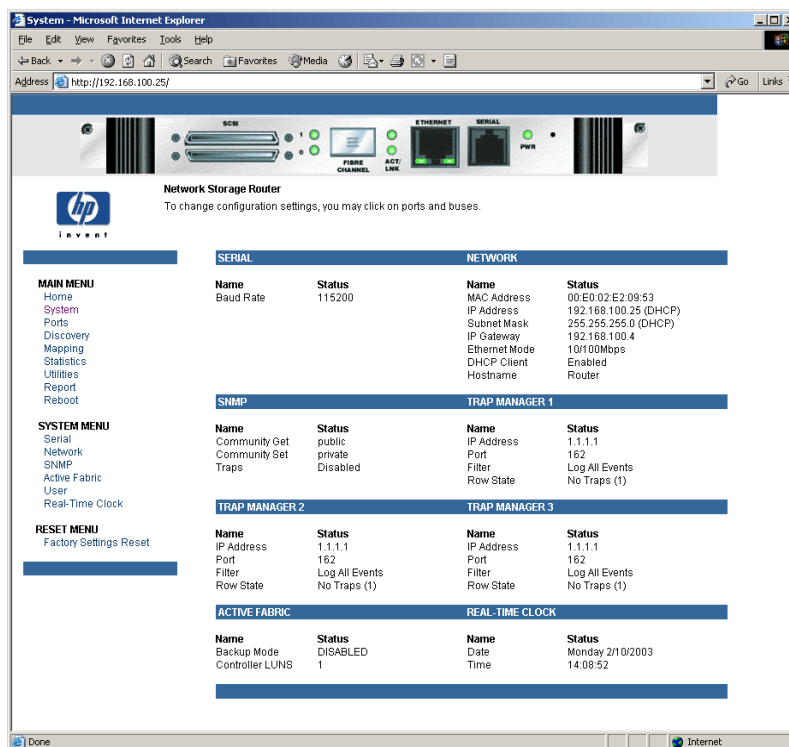 System - Microsoft Internet Explorer
File Edit View Favorites Tools Help
Back Search Favorites Media
Address http://192.168.100.25/ Go Links
SCSI
1
0
FIBRE CHANNEL
ACT/LNK
ETHERNET
SERIAL
PWR
hp
invent
Network Storage Router
To change configuration settings, you may click on ports and buses.
MAIN MENU
Home
System
Ports
Discovery
Mapping
Statistics
Utilities
Report
Reboot
SYSTEM MENU
Serial
Network
SNMP
Active Fabric
User
Real-Time Clock
RESET MENU
Factory Settings Reset
SERIAL
Name Status
Baud Rate 115200
NETWORK
Name Status
MAC Address 00:E0:02:E2:09:53
IP Address 192.168.100.25 (DHCP)
Subnet Mask 255.255.255.0 (DHCP)
IP Gateway 192.168.100.4
Ethernet Mode 10/100Mbps
DHCP Client Enabled
Hostname Router
SNMP
Name Status
Community Get public
Community Set private
Traps Disabled
TRAP MANAGER 1
Name Status
IP Address 1.1.1.1
Port 162
Filter Log All Events
Row State No Traps (1)
TRAP MANAGER 2
Name Status
IP Address 1.1.1.1
Port 162
Filter Log All Events
Row State No Traps (1)
TRAP MANAGER 3
Name Status
IP Address 1.1.1.1
Port 162
Filter Log All Events
Row State No Traps (1)
ACTIVE FABRIC
Name Status
Backup Mode DISABLED
Controller LUNS 1
REAL-TIME CLOCK
Name Status
Date Monday 2/10/2003
Time 14:08:52
Done Internet